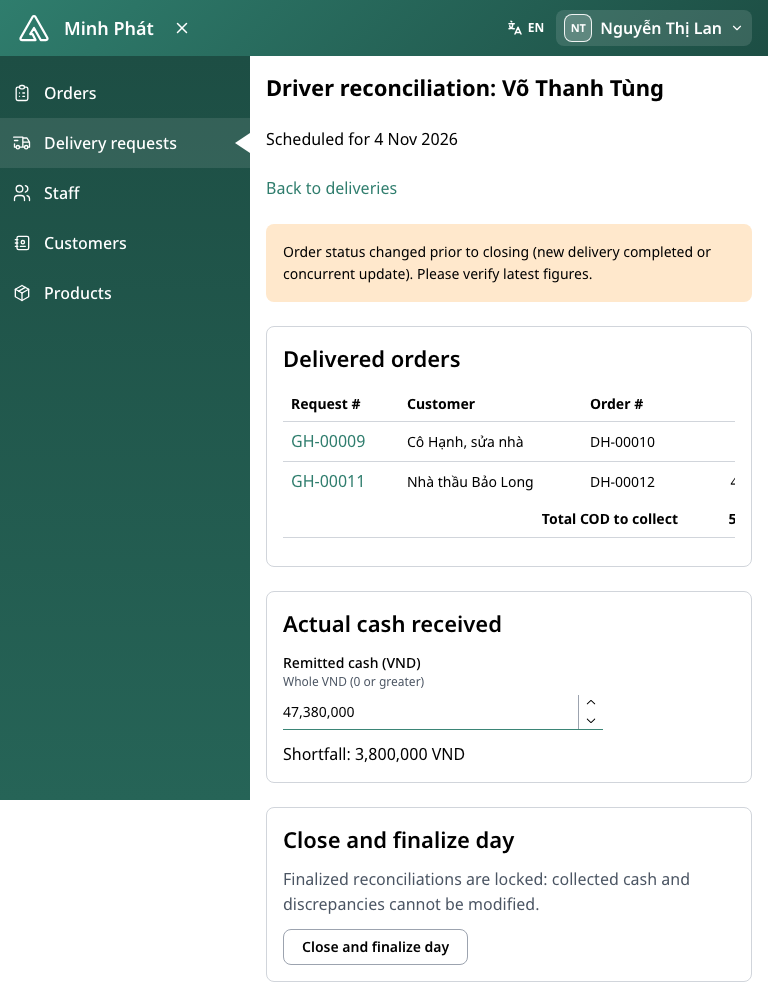 Minh Phát
EN
NT
Nguyễn Thị Lan
Orders
Delivery requests
Staff
Customers
Products
Driver reconciliation: Võ Thanh Tùng
Scheduled for 4 Nov 2026
Back to deliveries
Order status changed prior to closing (new delivery completed or
concurrent update). Please verify latest figures.
Delivered orders
Request # Customer Order #
GH-00009 Cô Hạnh, sửa nhà DH-00010
GH-00011 Nhà thầu Bảo Long DH-00012
Total COD to collect
Actual cash received
Remitted cash (VND)
Whole VND (0 or greater)
47,380,000
Shortfall: 3,800,000 VND
Close and finalize day
Finalized reconciliations are locked: collected cash and
discrepancies cannot be modified.
Close and finalize day